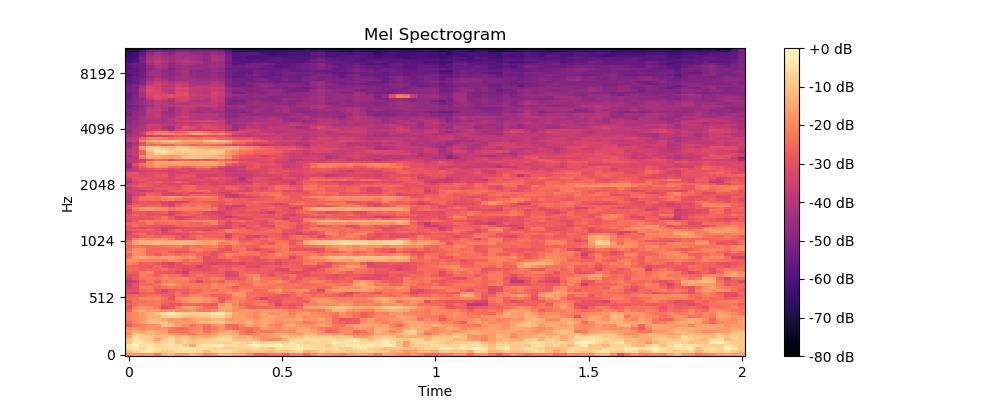 Mel Spectrogram
Hz
8192
4096
2048
1024
512
0
0 0.5 1 1.5 2
Time
+0 dB
-10 dB
-20 dB
-30 dB
-40 dB
-50 dB
-60 dB
-70 dB
-80 dB